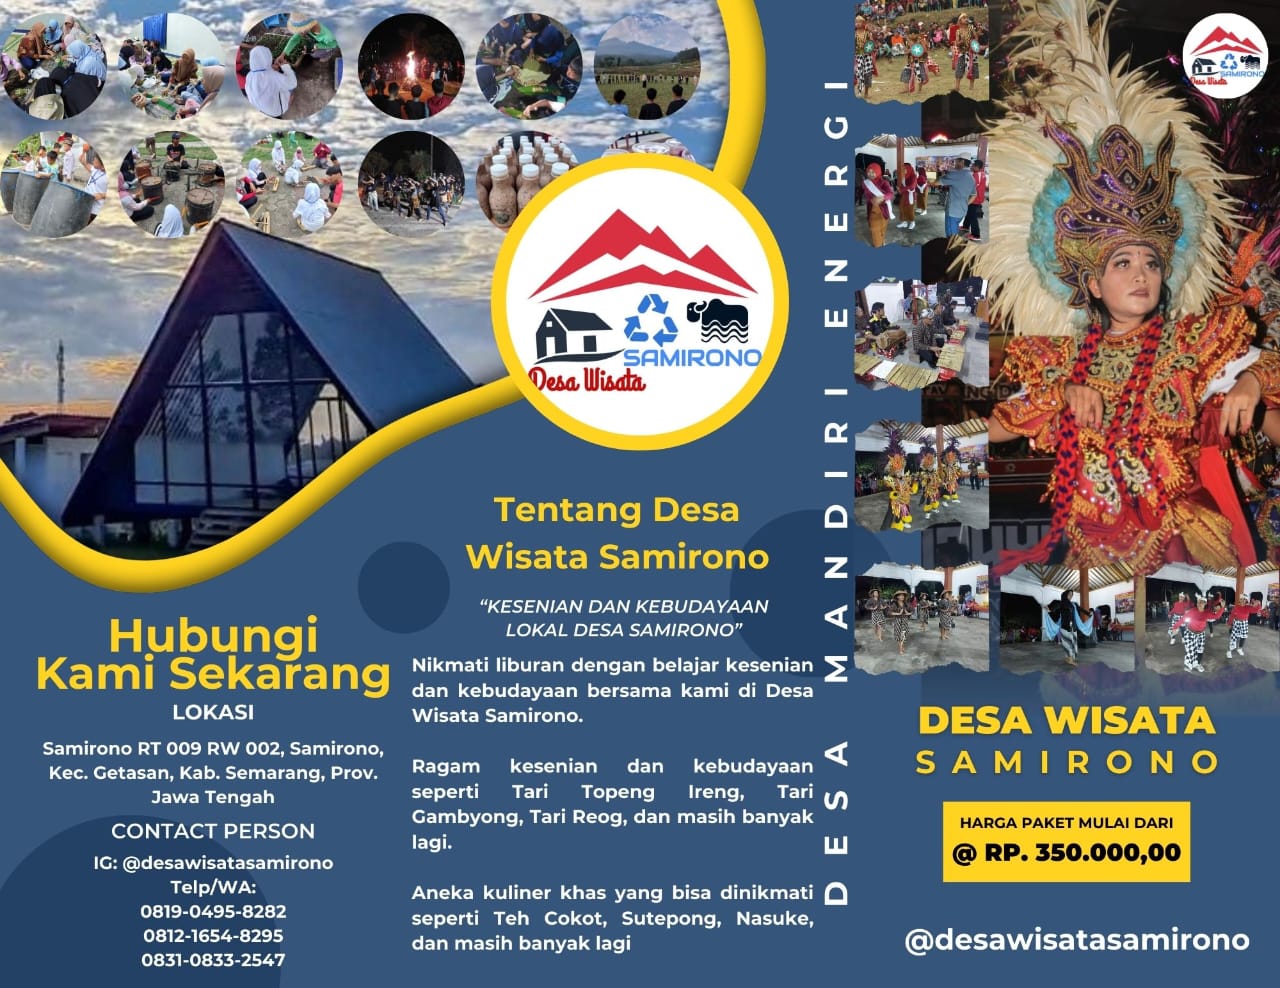 SAMIRONO
Desa Wisata
Hubungi
Kami Sekarang
LOKASI
Samirono RT 009 RW 002, Samirono,
Kec. Getasan, Kab. Semarang, Prov.
Jawa Tengah
CONTACT PERSON
IG: @desawisatasamirono
Telp/WA:
0819-0495-8282
0812-1654-8295
0831-0833-2547
Tentang Desa
Wisata Samirono
“KESENIAN DAN KEBUDAYAAN
LOKAL DESA SAMIRONO”
Nikmati liburan dengan belajar kesenian
dan kebudayaan bersama kami di Desa
Wisata Samirono.
Ragam kesenian dan kebudayaan
seperti Tari Topeng Ireng, Tari
Gambyong, Tari Reog, dan masih banyak
lagi.
Aneka kuliner khas yang bisa dinikmati
seperti Teh Cokot, Sutepong, Nasuke,
dan masih banyak lagi
DESA MANDIRI ENERGI
SAMIRONO
Desa Wisata
DESA WISATA
SAMIRONO
HARGA PAKET MULAI DARI
@ RP. 350.000,00
@desawisatasamirono